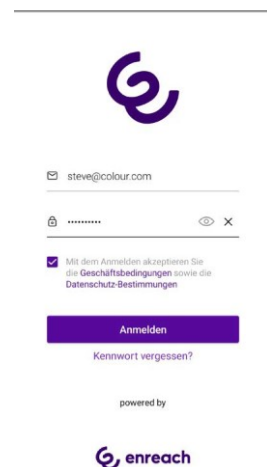 steve@colour.com
••••••••••
Mit dem Anmelden akzeptieren Sie
die Geschäftsbedingungen sowie die
Datenschutz-Bestimmungen
Anmelden
Kennwort vergessen?
powered by
enreach